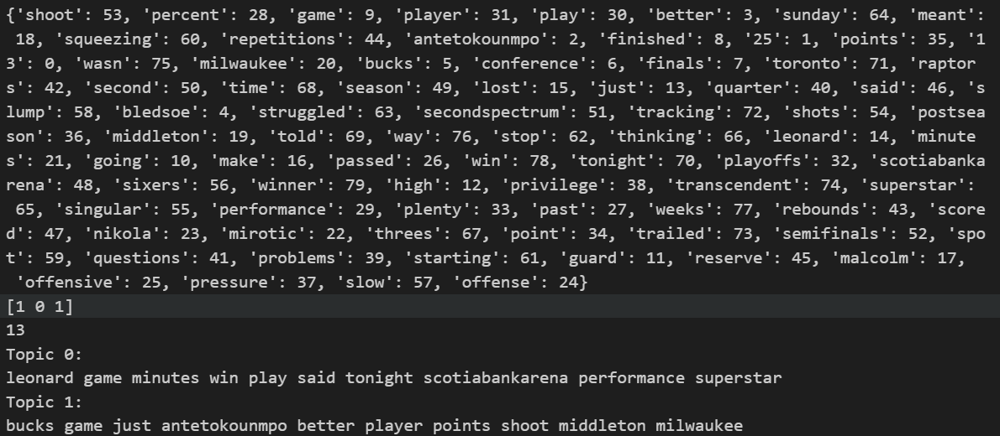 {'shoot': 53, 'percent': 28, 'game': 9, 'player': 31, 'play': 30, 'better': 3, 'sunday': 64, 'meant':
 18, 'squeezing': 60, 'repetitions': 44, 'antetokounmpo': 2, 'finished': 8, '25': 1, 'points': 35, '1
3': 0, 'wasn': 75, 'milwaukee': 20, 'bucks': 5, 'conference': 6, 'finals': 7, 'toronto': 71, 'raptor
s': 42, 'second': 50, 'time': 68, 'season': 49, 'lost': 15, 'just': 13, 'quarter': 40, 'said': 46, 's
lump': 58, 'bledsoe': 4, 'struggled': 63, 'secondspectrum': 51, 'tracking': 72, 'shots': 54, 'postsea
son': 36, 'middleton': 19, 'told': 69, 'way': 76, 'stop': 62, 'thinking': 66, 'leonard': 14, 'minute
s': 21, 'going': 10, 'make': 16, 'passed': 26, 'win': 78, 'tonight': 70, 'playoffs': 32, 'scotiabanka
rena': 48, 'sixers': 56, 'winner': 79, 'high': 12, 'privilege': 38, 'transcendent': 74, 'superstar':
 65, 'singular': 55, 'performance': 29, 'plenty': 33, 'past': 27, 'weeks': 77, 'rebounds': 43, 'score
d': 47, 'nikola': 23, 'mirotic': 22, 'threes': 67, 'point': 34, 'trailed': 73, 'semifinals': 52, 'spo
t': 59, 'questions': 41, 'problems': 39, 'starting': 61, 'guard': 11, 'reserve': 45, 'malcolm': 17,
 'offensive': 25, 'pressure': 37, 'slow': 57, 'offense': 24}
[1 0 1]
13
Topic 0:
leonard game minutes win play said tonight scotiabankarena performance superstar
Topic 1:
bucks game just antetokounmpo better player points shoot middleton milwaukee